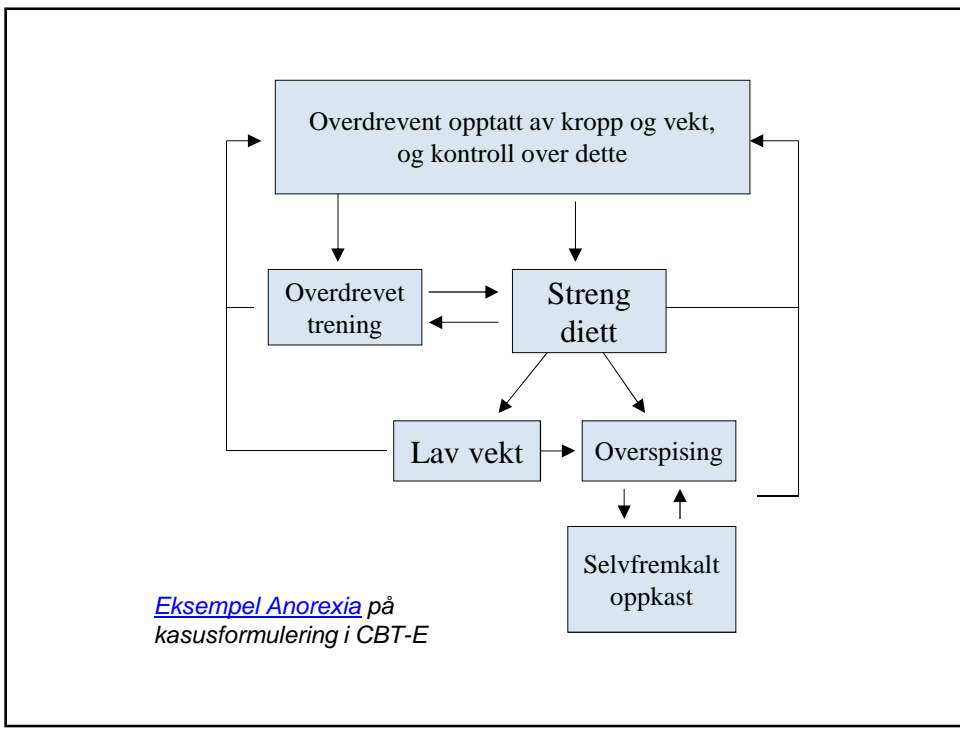 Overdrevent opptatt av kropp og vekt,
og kontroll over dette
Overdrevet
trening
Streng
diett
Lav vekt
Overspising
Selvfremkalt
oppkast
Eksempel Anorexia på
kasusformulering i CBT-E